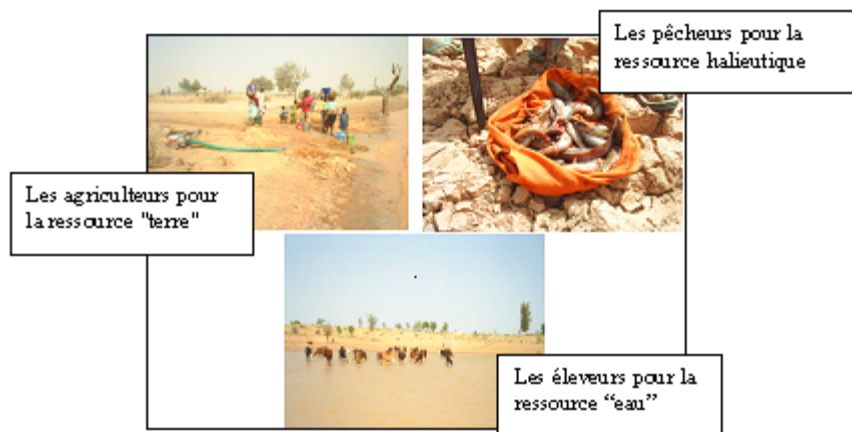 Les pêcheurs pour la
ressource halieutique
Les agriculteurs pour
la ressource "terre"
Les éleveurs pour la
ressource “eau”